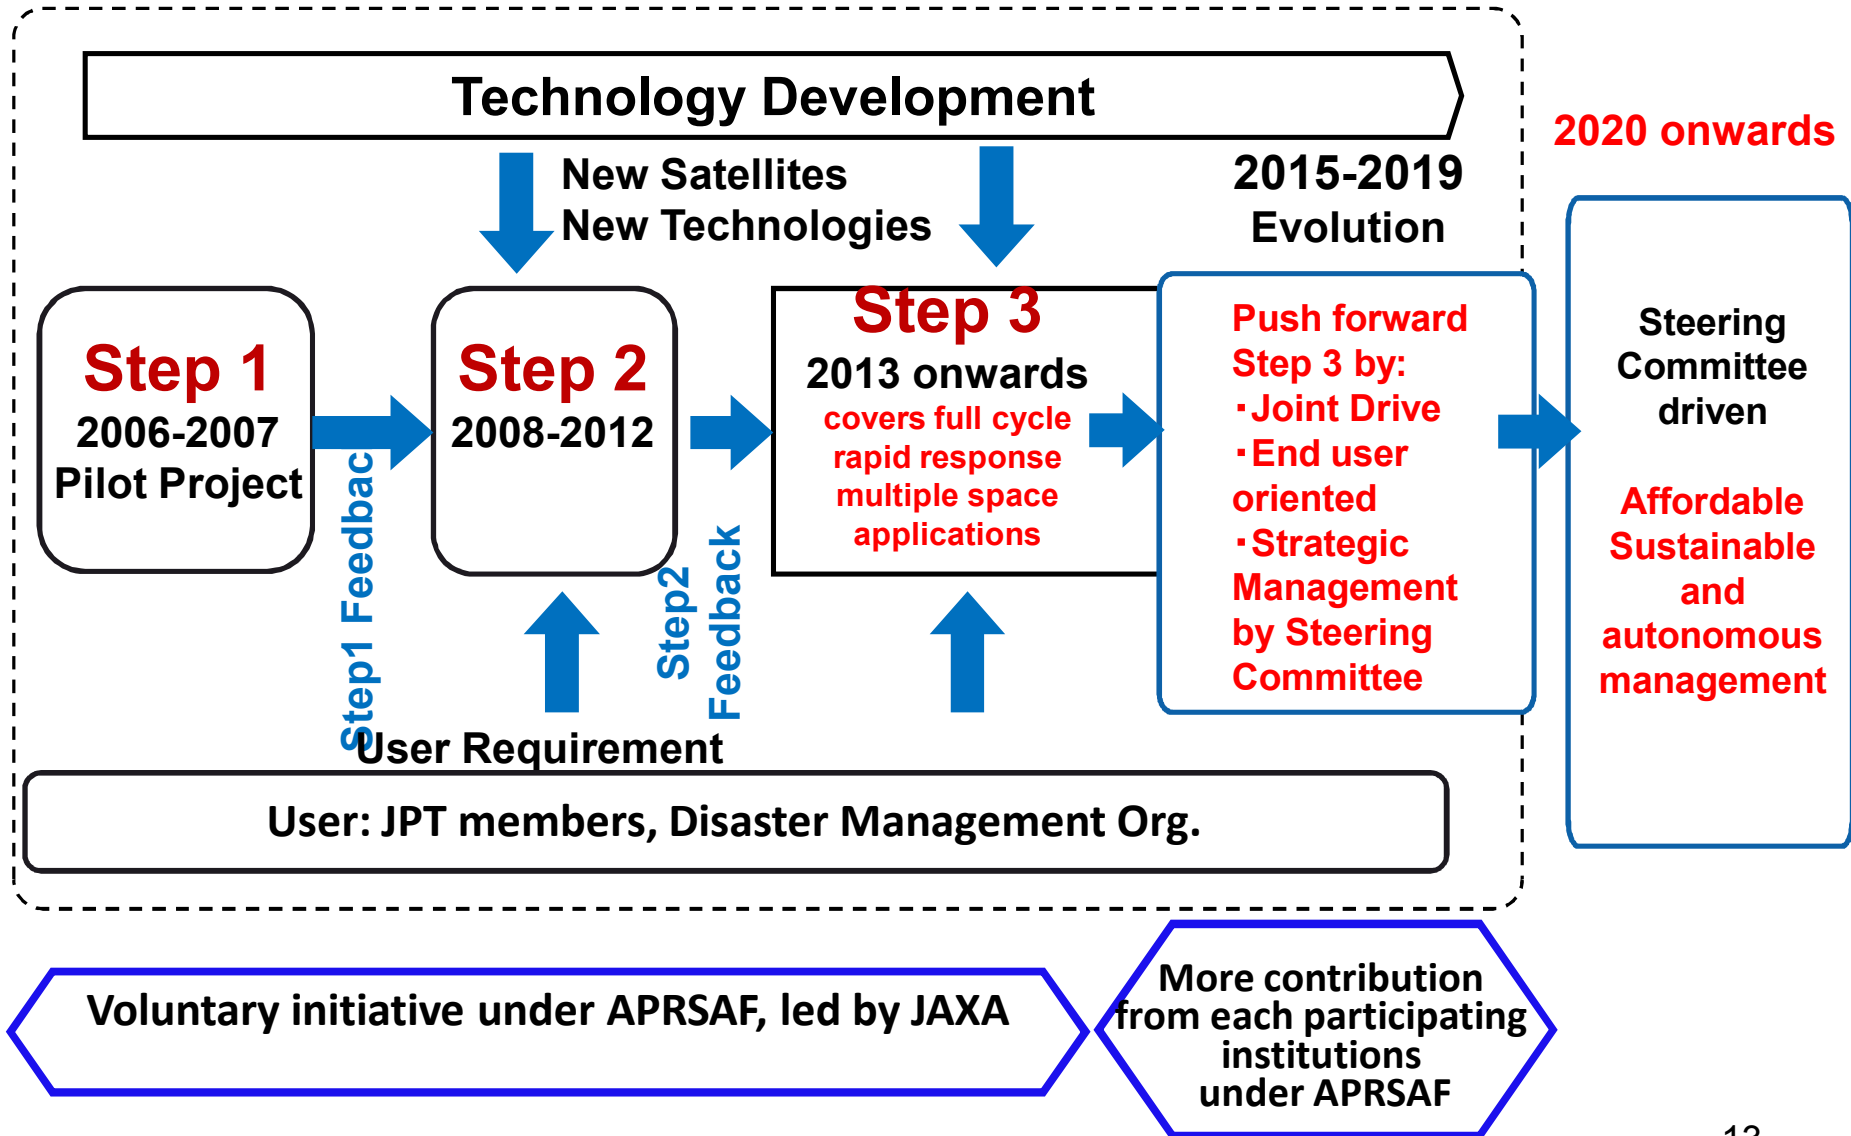 Technology Development
2020 onwards
New Satellites
New Technologies
2015-2019
Evolution
Step 1
2006-2007
Pilot Project
Step1 Feedbac
Step 2
2008-2012
Step2
Feedback
Step 3
2013 onwards
covers full cycle
rapid response
multiple space
applications
Push forward
Step 3 by:
・Joint Drive
・End user
oriented
・Strategic
Management
by Steering
Committee
Steering
Committee
driven
Affordable
Sustainable
and
autonomous
management
User Requirement
User: JPT members, Disaster Management Org.
Voluntary initiative under APRSAF, led by JAXA
More contribution
from each participating
institutions
under APRSAF